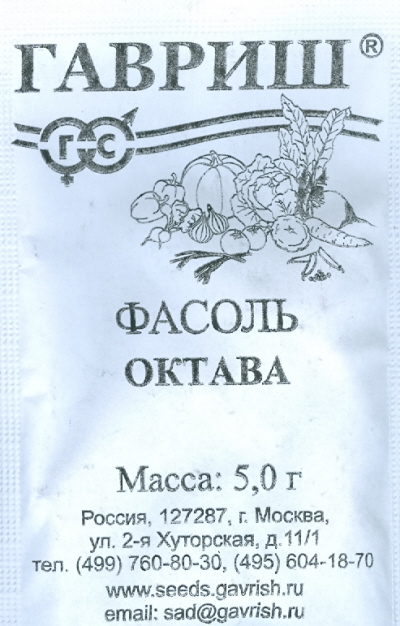 ГАВРИШ®
г с
ФАСОЛЬ
ОКТАВА
Масса: 5,0 г
Россия, 127287, г. Москва,
ул. 2-я Хуторская, д.11/1
тел. (499) 760-80-30, (495) 604-18-70
www.seeds.gavrish.ru
email: sad@gavrish.ru